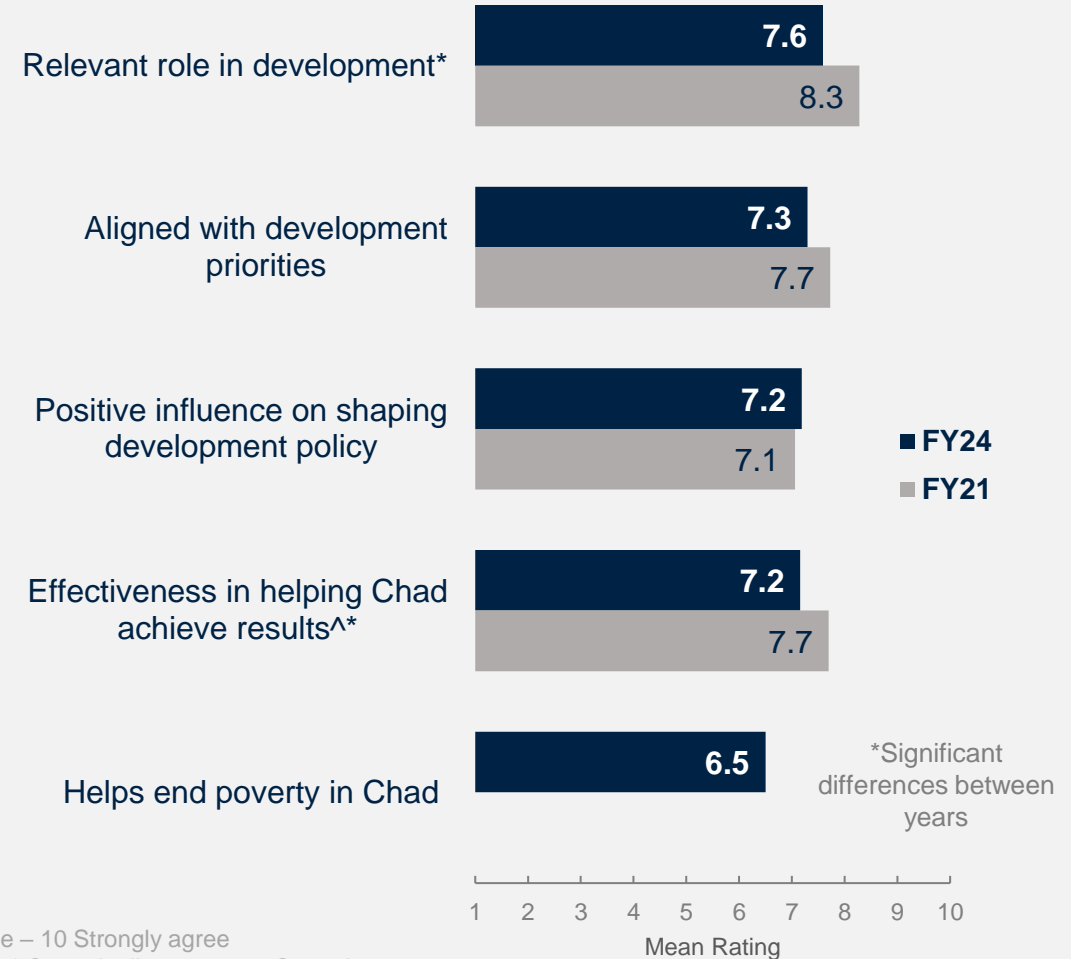 Relevant role in development*
7.6
8.3
Aligned with development
priorities
7.3
7.7
Positive influence on shaping
development policy
7.2
7.1
FY24
FY21
Effectiveness in helping Chad
achieve results^*
7.2
7.7
Helps end poverty in Chad
6.5
*Significant
differences between
years
1 2 3 4 5 6 7 8 9 10
Mean Rating
e – 10 Strongly agree